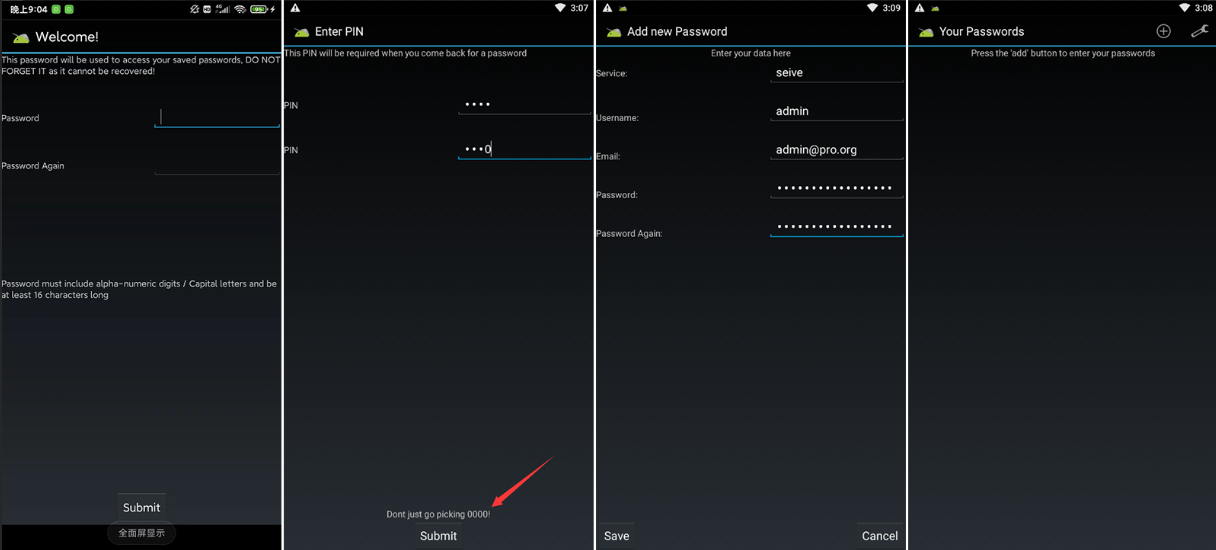 晚上9:04
Welcome!
This password will be used to access your saved passwords, DO NOT
FORGET IT as it cannot be recovered!
Password
Password Again
Password must include alpha-numeric digits / Capital letters and be
at least 16 characters long
Submit
全面屏显示
3:07
Enter PIN
This PIN will be required when you come back for a password
PIN ••••
PIN •••0
Dont just go picking 0000!
Submit
3:09
Add new Password
Enter your data here
Service: seive
Username: admin
Email: admin@pro.org
Password: •••••••••••••••••
Password Again: •••••••••••••••••
Save Cancel
3:08
Your Passwords
Press the 'add' button to enter your passwords